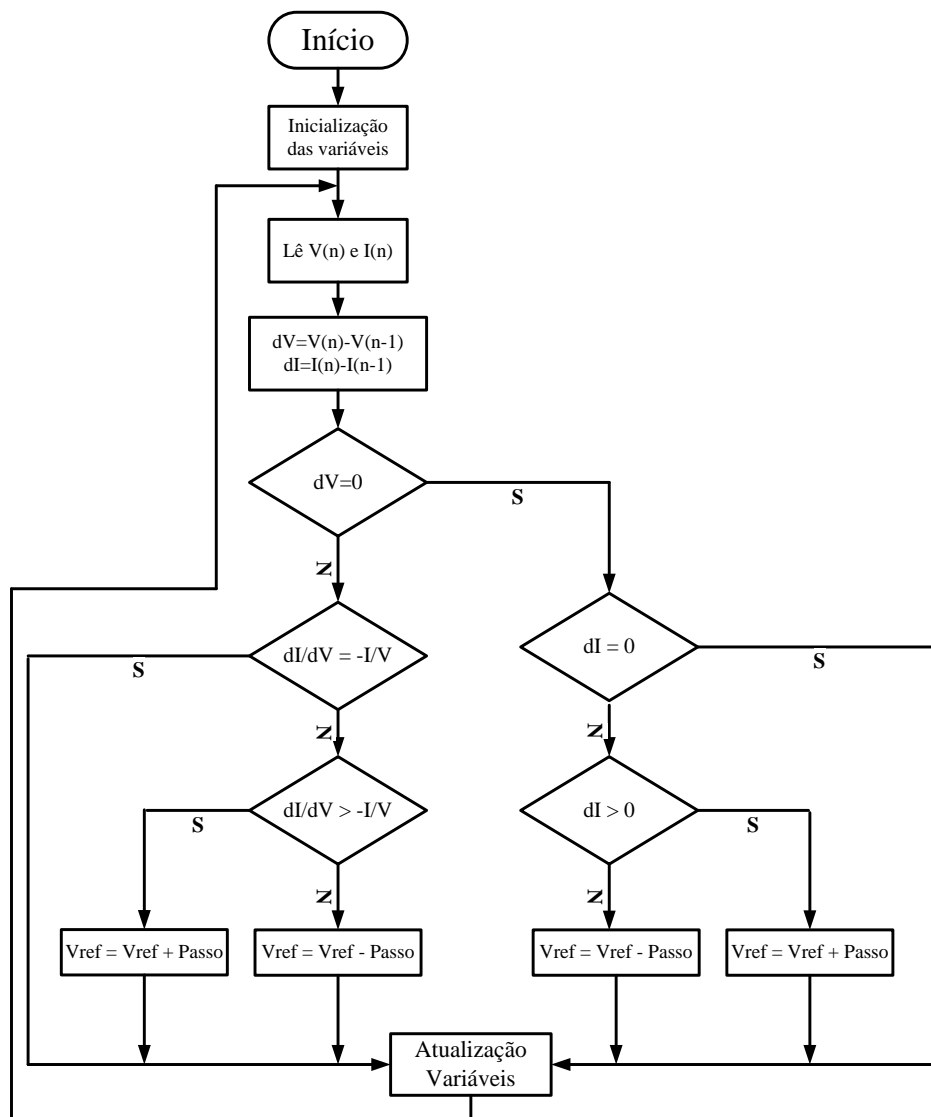 Início
Inicialização
das variáveis
Lê V(n) e I(n)
dV=V(n)-V(n-1)
dI=I(n)-I(n-1)
dV=0
S
N
dI/dV = -I/V
S
dI = 0
S
N
N
dI/dV > -I/V
S
dI > 0
S
N
N
Vref = Vref + Passo
Vref = Vref - Passo
Vref = Vref - Passo
Vref = Vref + Passo
Atualização
Variáveis